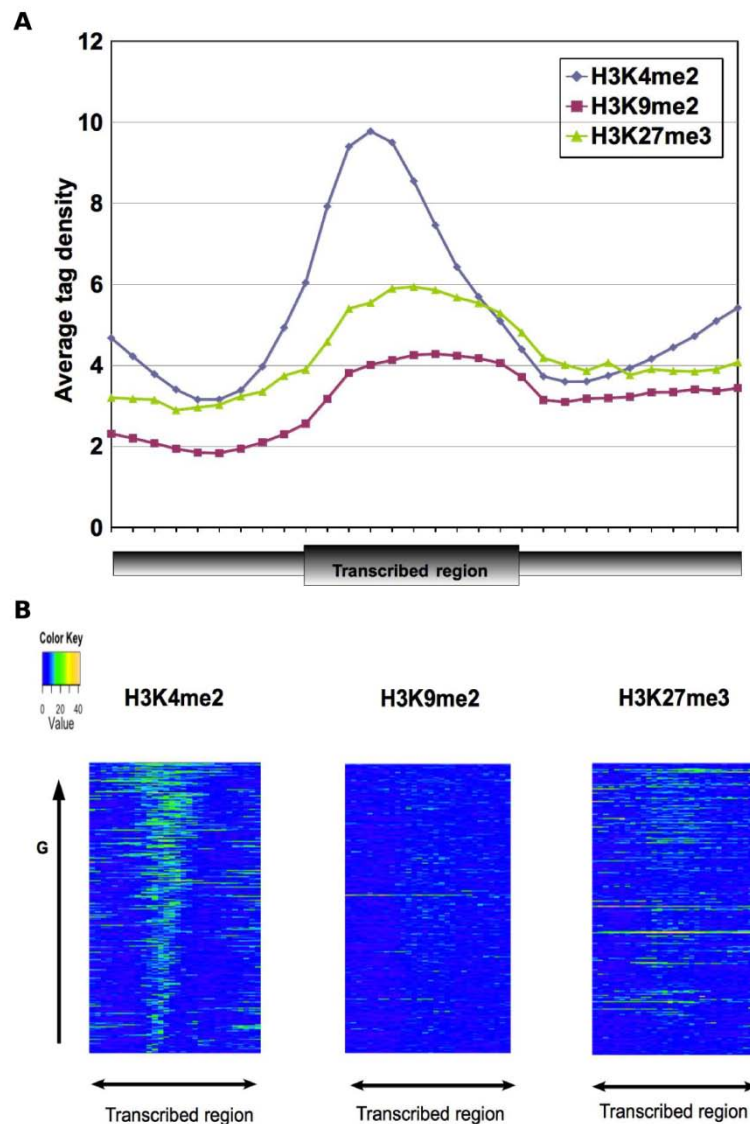 A
12
10
8
6
4
2
0
Average tag density
H3K4me2
H3K9me2
H3K27me3
Transcribed region
B
Color Key
0 20 40
Value
H3K4me2
H3K9me2
H3K27me3
G
Transcribed region
Transcribed region
Transcribed region